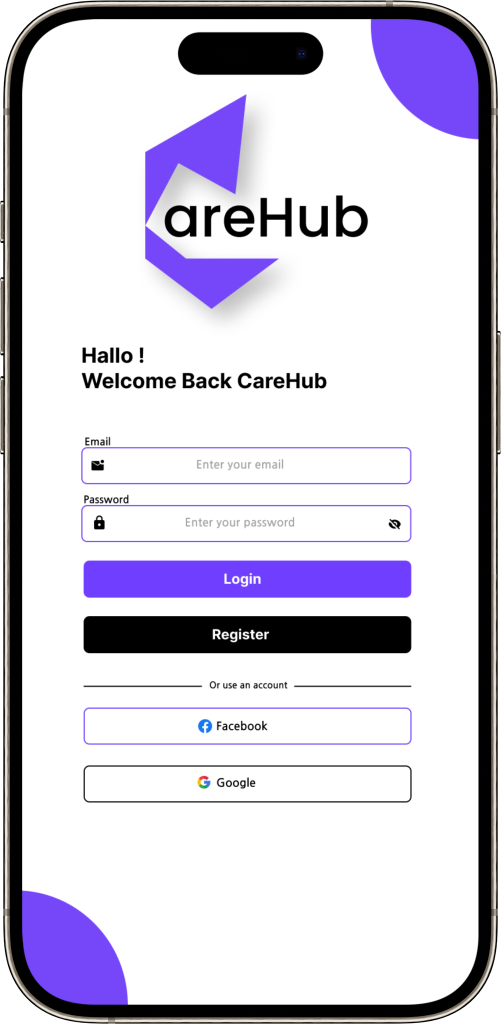 areHub
Hallo !
Welcome Back CareHub
Email
Enter your email
Password
Enter your password
Login
Register
Or use an account
Facebook
Google